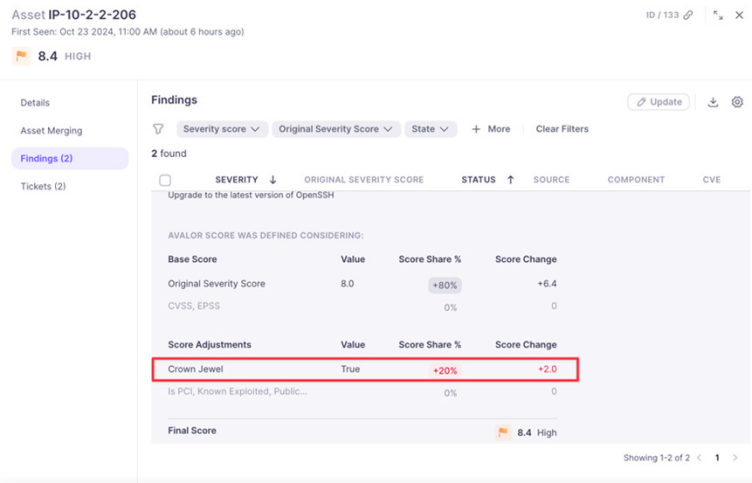 Asset IP-10-2-2-206
ID / 133
First Seen: Oct 23 2024, 11:00 AM (about 6 hours ago)
8.4 HIGH
Details
Asset Merging
Findings (2)
Tickets (2)
Findings
Update
Severity score
Original Severity Score
State
+ More
Clear Filters
2 found
SEVERITY ↓ ORIGINAL SEVERITY SCORE STATUS ↑ SOURCE COMPONENT CVE
Upgrade to the latest version of OpenSSH
AVALOR SCORE WAS DEFINED CONSIDERING:
Base Score Value Score Share % Score Change
Original Severity Score 8.0 +80% +6.4
CVSS, EPSS 0% 0
Score Adjustments Value Score Share % Score Change
Crown Jewel True +20% +2.0
Is PCI, Known Exploited, Public... 0% 0
Final Score 8.4 High
Showing 1-2 of 2 < 1 >